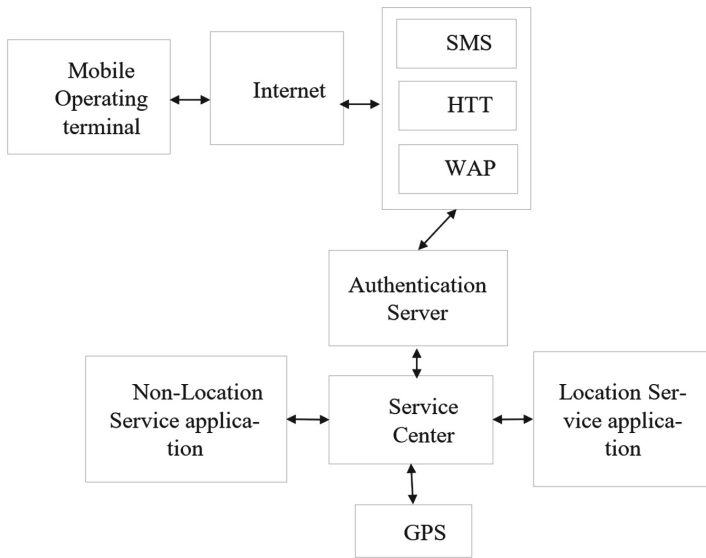 Mobile
Operating
terminal
Internet
SMS
HTT
WAP
Authentication
Server
Non-Location
Service applica-
tion
Service
Center
Location Ser-
vice applica-
tion
GPS